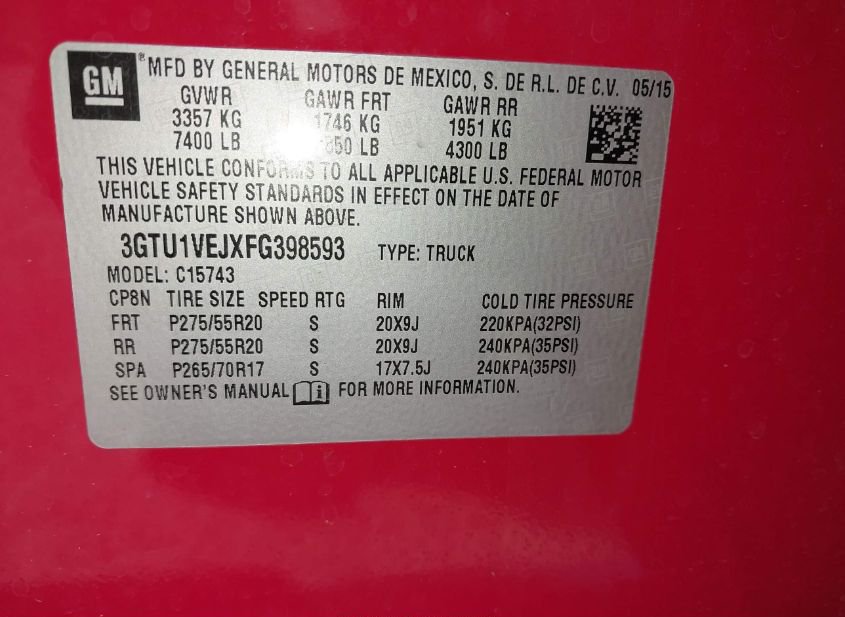 GM
® MFD BY GENERAL MOTORS DE MEXICO, S. DE R.L. DE C.V. 05/15
GVWR GAWR FRT GAWR RR
3357 KG 1746 KG 1951 KG
7400 LB LB 4300 LB
THIS VEHICLE CONFORMS TO ALL APPLICABLE U.S. FEDERAL MOTOR
VEHICLE SAFETY STANDARDS IN EFFECT ON THE DATE OF
MANUFACTURE SHOWN ABOVE.
3GTU1VEJXFG398593 TYPE: TRUCK
MODEL: C15743
CP8N TIRE SIZE SPEED RTG RIM COLD TIRE PRESSURE
FRT P275/55R20 S 20X9J 220KPA(32PSI)
RR P275/55R20 S 20X9J 240KPA(35PSI)
SPA P265/70R17 S 17X7.5J 240KPA(35PSI)
SEE OWNER'S MANUAL i FOR MORE INFORMATION.